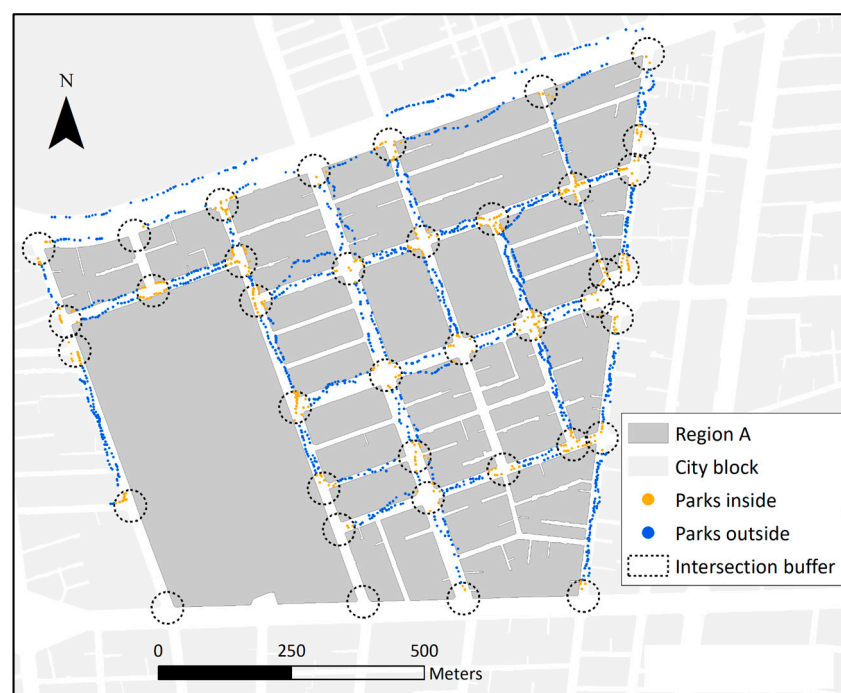 N
Region A
City block
Parks inside
Parks outside
Intersection buffer
0 250 500
Meters